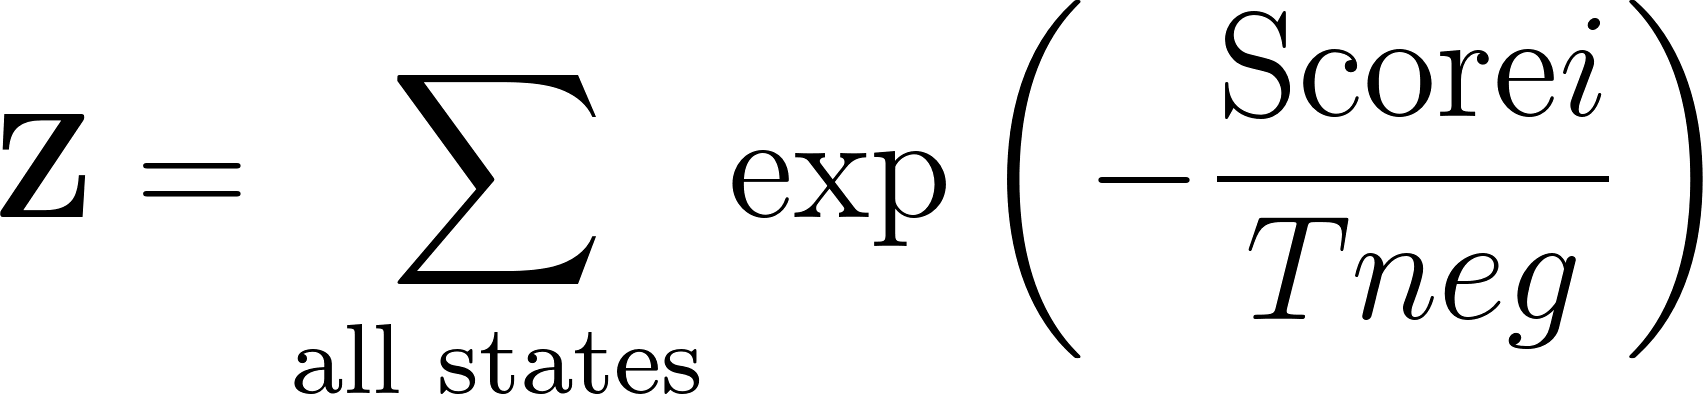 Z = ∑ all states exp ( − Scorei / Tneg )